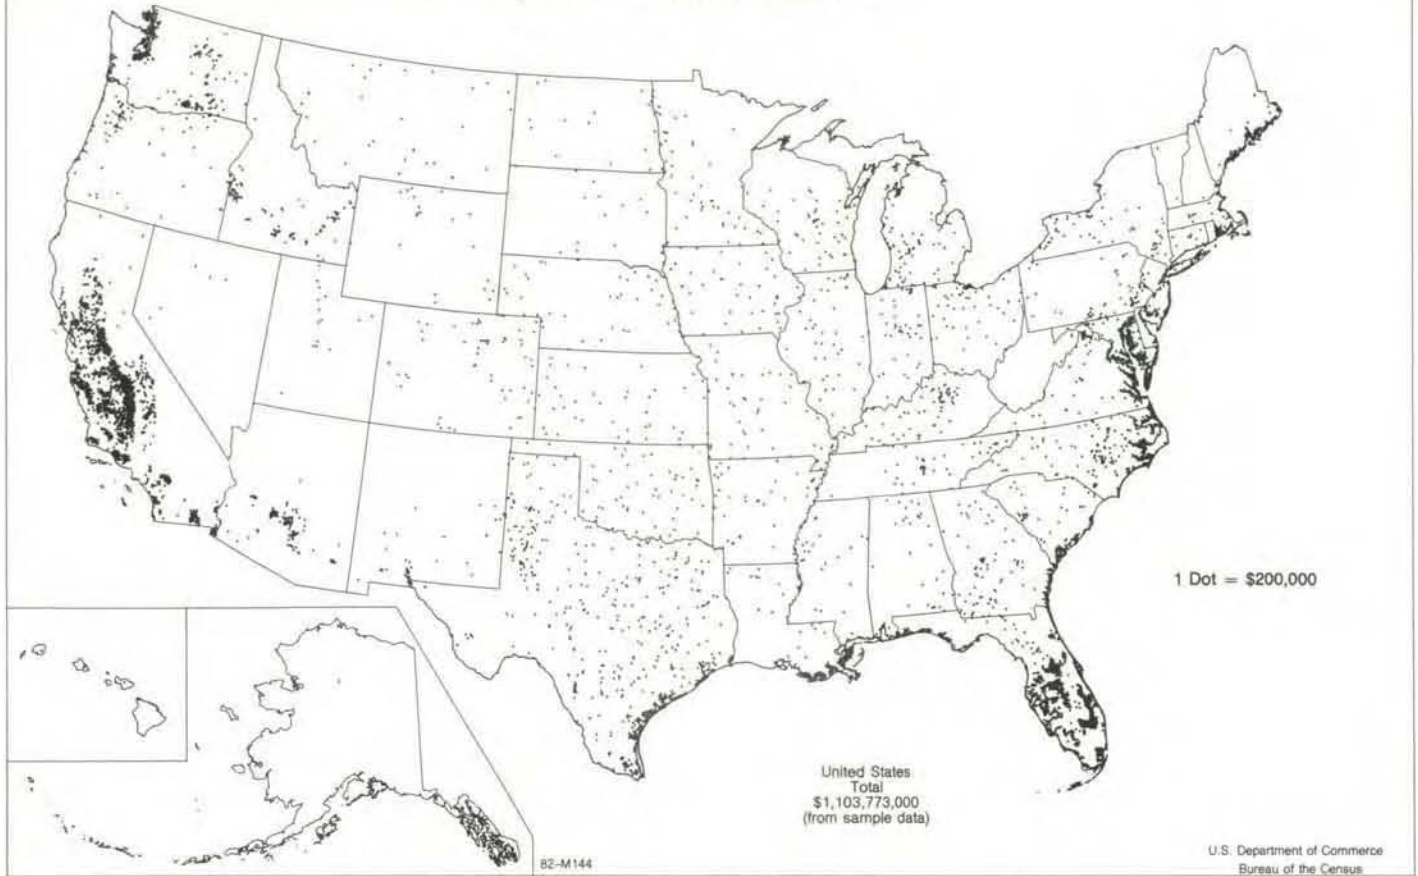 1 Dot = $200,000
United States
Total
$1,103,773,000
(from sample data)
82-M144
U.S. Department of Commerce
Bureau of the Census